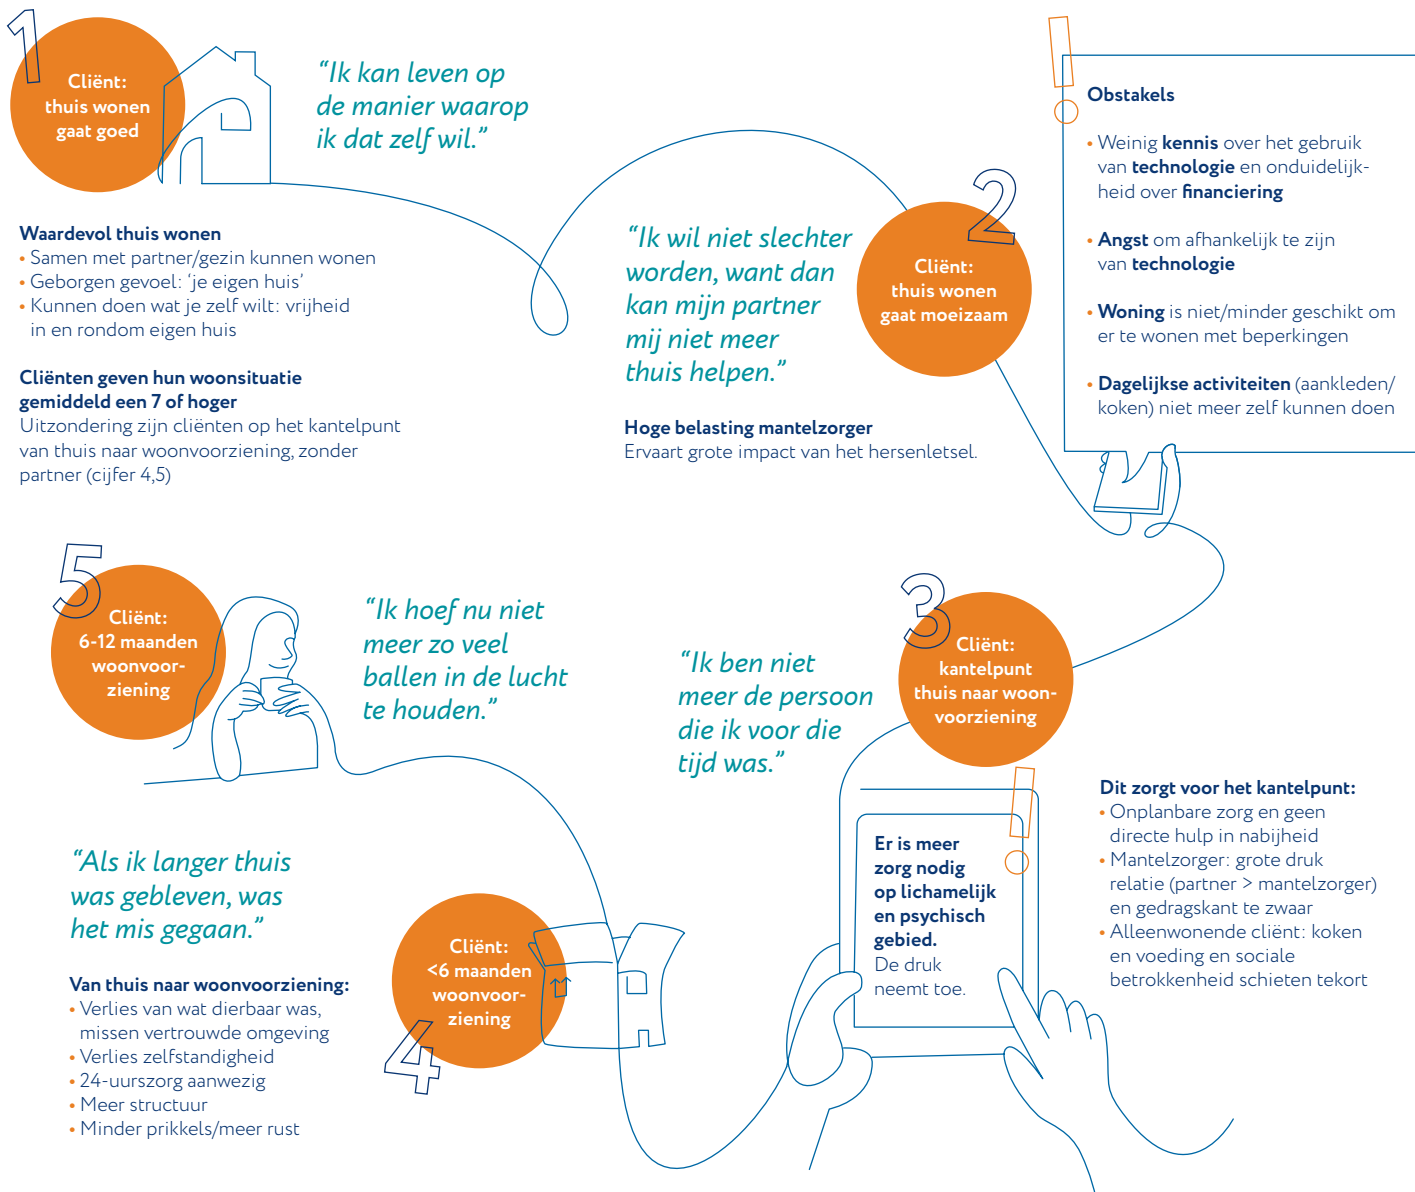 1
Cliënt:
thuis wonen
gaat goed
“Ik kan leven op
de manier waarop
ik dat zelf wil.”
Waardevol thuis wonen
• Samen met partner/gezin kunnen wonen
• Geborgen gevoel: ‘je eigen huis’
• Kunnen doen wat je zelf wilt: vrijheid
in en rondom eigen huis
Cliënten geven hun woonsituatie
gemiddeld een 7 of hoger
Uitzondering zijn cliënten op het kantelpunt
van thuis naar woonvoorziening, zonder
partner (cijfer 4,5)
2
Cliënt:
thuis wonen
gaat moeizaam
“Ik wil niet slechter
worden, want dan
kan mijn partner
mij niet meer
thuis helpen.”
Hoge belasting mantelzorger
Ervaart grote impact van het hersenletsel.
!
Obstakels
• Weinig kennis over het gebruik
van technologie en onduidelijk-
heid over financiering
• Angst om afhankelijk te zijn
van technologie
• Woning is niet/minder geschikt om
er te wonen met beperkingen
• Dagelijkse activiteiten (aankleden/
koken) niet meer zelf kunnen doen
3
Cliënt:
kantelpunt
thuis naar woon-
voorziening
“Ik ben niet
meer de persoon
die ik voor die
tijd was.”
!
Er is meer
zorg nodig
op lichamelijk
en psychisch
gebied.
De druk
neemt toe.
Dit zorgt voor het kantelpunt:
• Onplanbare zorg en geen
directe hulp in nabijheid
• Mantelzorger: grote druk
relatie (partner > mantelzorger)
en gedragskant te zwaar
• Alleenwonende cliënt: koken
en voeding en sociale
betrokkenheid schieten tekort
4
Cliënt:
<6 maanden
woonvoor-
ziening
“Als ik langer thuis
was gebleven, was
het mis gegaan.”
Van thuis naar woonvoorziening:
• Verlies van wat dierbaar was,
missen vertrouwde omgeving
• Verlies zelfstandigheid
• 24-uurszorg aanwezig
• Meer structuur
• Minder prikkels/meer rust
5
Cliënt:
6-12 maanden
woonvoor-
ziening
“Ik hoef nu niet
meer zo veel
ballen in de lucht
te houden.”